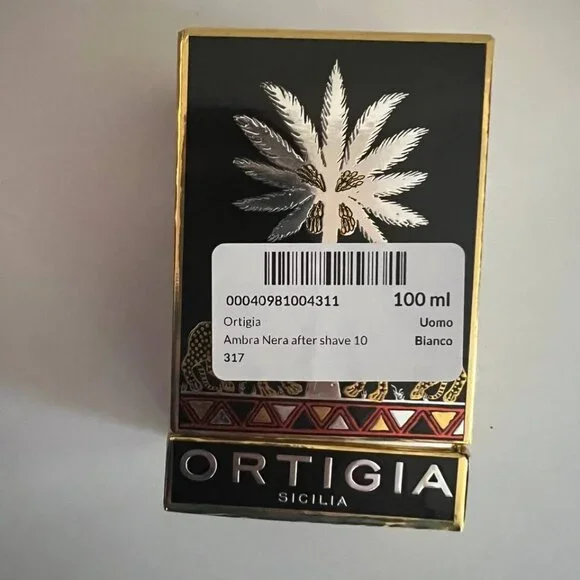 00040981004311 100 ml
Ortigia Uomo
Ambra Nera after shave 10 Bianco
317
ORTIGIA
SICILIA